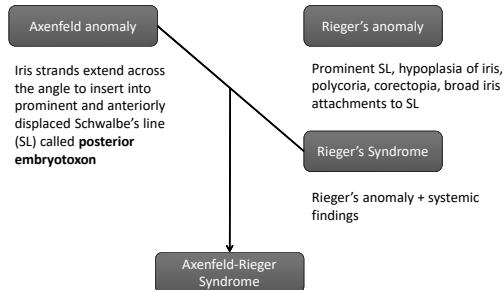 Axenfeld anomaly
Iris strands extend across
the angle to insert into
prominent and anteriorly
displaced Schwalbe's line
(SL) called posterior
embryotoxon
Rieger's anomaly
Prominent SL, hypoplasia of iris,
polycoria, corectopia, broad iris
attachments to SL
Rieger's Syndrome
Rieger's anomaly + systemic
findings
Axenfeld-Rieger
Syndrome